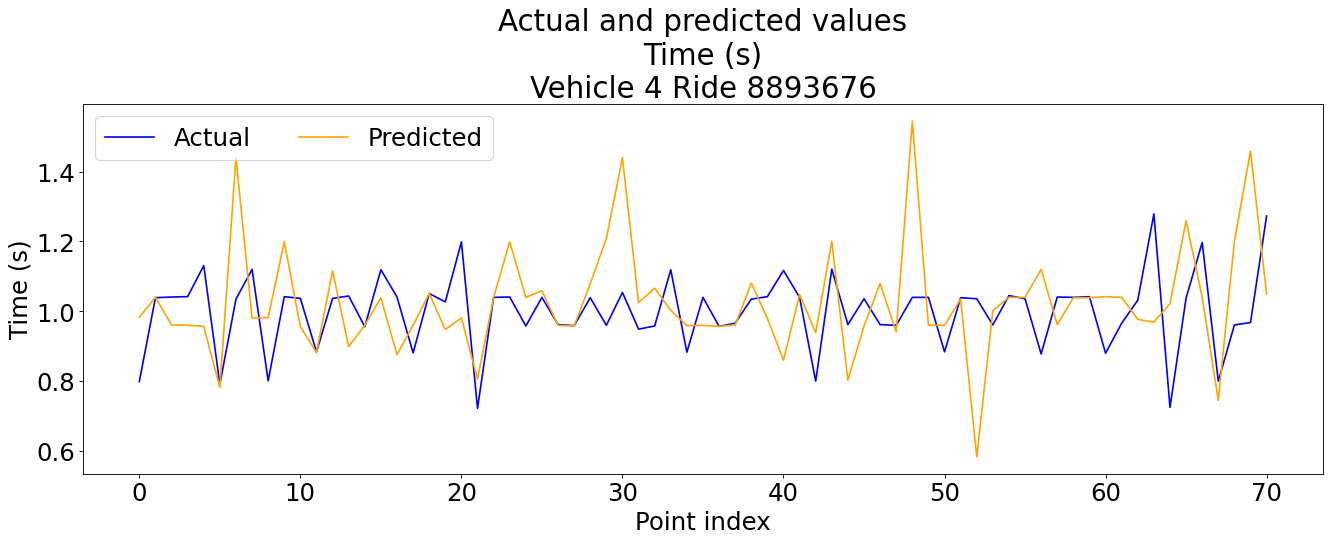 Actual and predicted values
Time (s)
Vehicle 4 Ride 8893676
Actual
Predicted
Time (s)
1.4
1.2
1.0
0.8
0.6
0
10
20
30
40
50
60
70
Point index